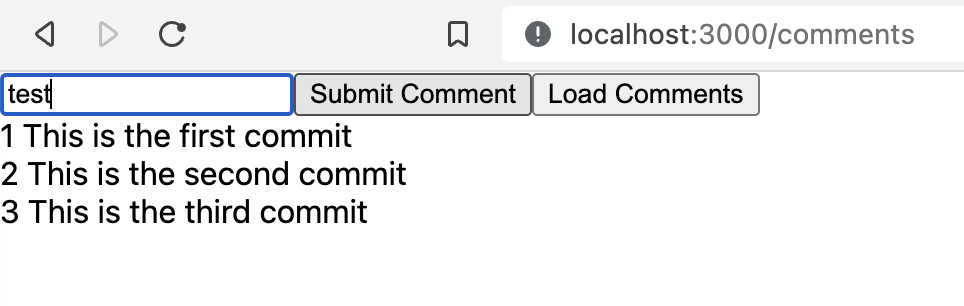 localhost:3000/comments
test Submit Comment Load Comments
1 This is the first commit
2 This is the second commit
3 This is the third commit